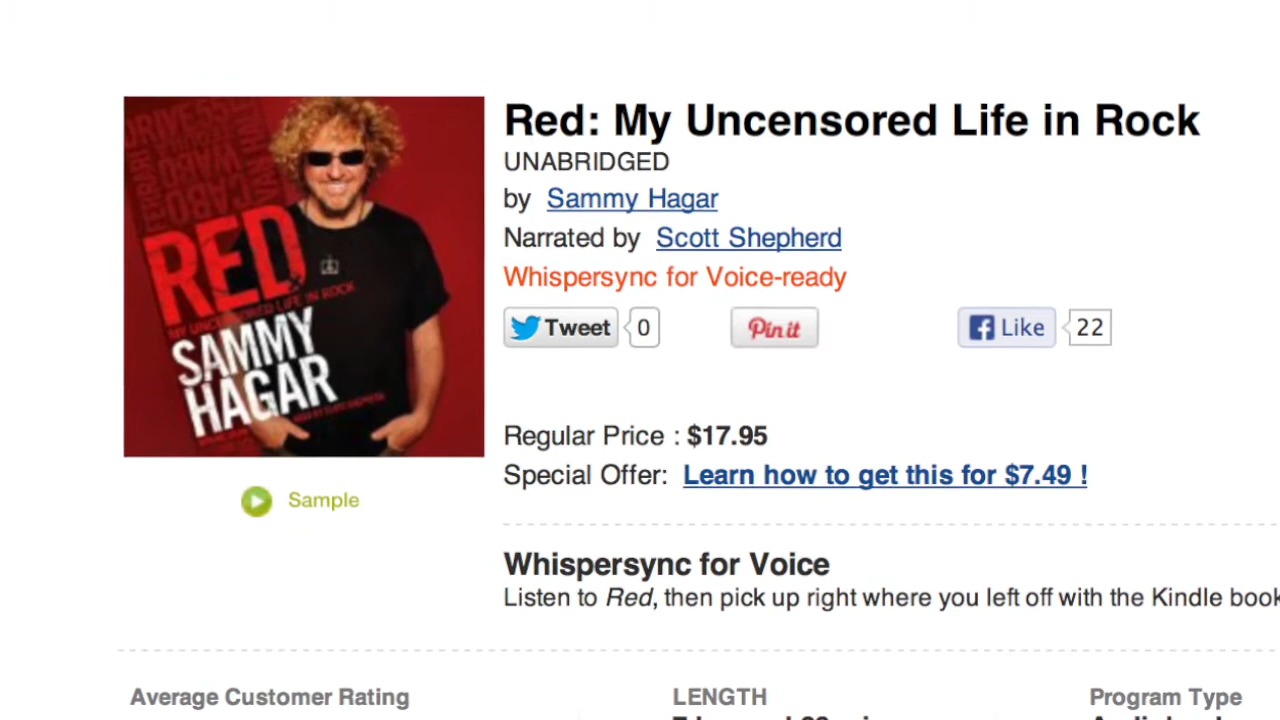 RED
MY UNCENSORED LIFE IN ROCK
SAMMY
HAGAR
Sample
Red: My Uncensored Life in Rock
UNABRIDGED
by Sammy Hagar
Narrated by Scott Shepherd
Whispersync for Voice-ready
Tweet 0 Pin it Like 22
Regular Price : $17.95
Special Offer: Learn how to get this for $7.49 !
Whispersync for Voice
Listen to Red, then pick up right where you left off with the Kindle book
Average Customer Rating LENGTH Program Type